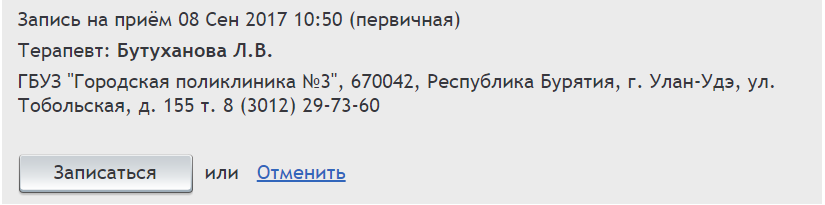 Запись на приём 08 Сен 2017 10:50 (первичная)
Терапевт: Бутуханова Л.В.
ГБУЗ "Городская поликлиника №3", 670042, Республика Бурятия, г. Улан-Удэ, ул.
Тобольская, д. 155 т. 8 (3012) 29-73-60
Записаться или Отменить